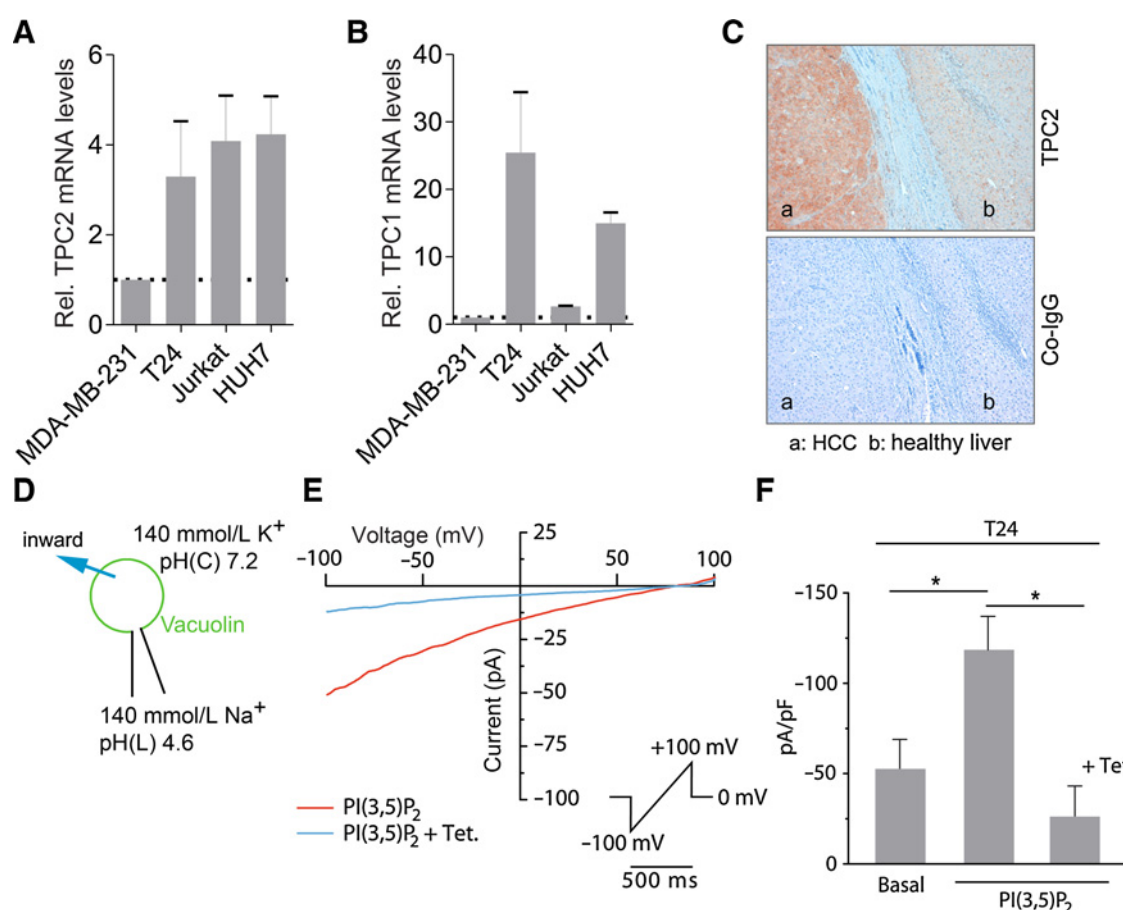 A
Rel. TPC2 mRNA levels
6
4
2
0
MDA-MB-231
T24
Jurkat
HUH7
B
Rel. TPC1 mRNA levels
40
30
20
10
0
MDA-MB-231
T24
Jurkat
HUH7
C
a
b
TPC2
a
b
Co-IgG
a: HCC b: healthy liver
D
inward
140 mmol/L K+
pH(C) 7.2
Vacuolin
140 mmol/L Na+
pH(L) 4.6
E
Voltage (mV)
−100
−50
50
100
25
−25
−50
−75
−100
Current (pA)
PI(3,5)P2
PI(3,5)P2 + Tet.
+100 mV
0 mV
−100 mV
500 ms
F
T24
pA/pF
−150
−100
−50
0
*
*
+ Tet
Basal
PI(3,5)P2